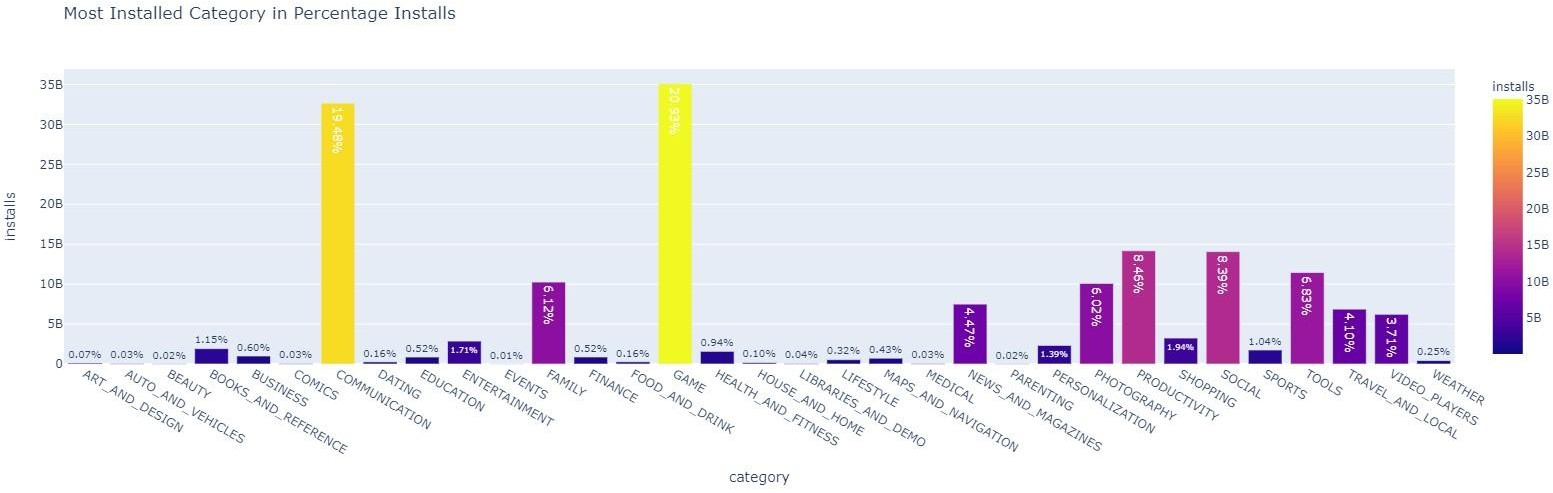 Most Installed Category in Percentage Installs
installs
35B
30B
25B
20B
15B
10B
5B
0
0.07%
0.03%
0.02%
1.15%
0.60%
0.03%
19.48%
0.16%
0.52%
1.71%
0.01%
6.12%
0.52%
0.16%
20.93%
0.94%
0.10%
0.04%
0.32%
0.43%
0.03%
4.47%
0.02%
1.39%
6.02%
8.46%
1.94%
8.39%
1.04%
6.83%
4.10%
3.71%
0.25%
ART_AND_DESIGN
AUTO_AND_VEHICLES
BEAUTY
BOOKS_AND_REFERENCE
BUSINESS
COMICS
COMMUNICATION
DATING
EDUCATION
ENTERTAINMENT
EVENTS
FAMILY
FINANCE
FOOD_AND_DRINK
GAME
HEALTH_AND_FITNESS
HOUSE_AND_HOME
LIBRARIES_AND_DEMO
LIFESTYLE
MAPS_AND_NAVIGATION
MEDICAL
NEWS_AND_MAGAZINES
PARENTING
PERSONALIZATION
PHOTOGRAPHY
PRODUCTIVITY
SHOPPING
SOCIAL
SPORTS
TOOLS
TRAVEL_AND_LOCAL
VIDEO_PLAYERS
WEATHER
category
installs
35B
30B
25B
20B
15B
10B
5B